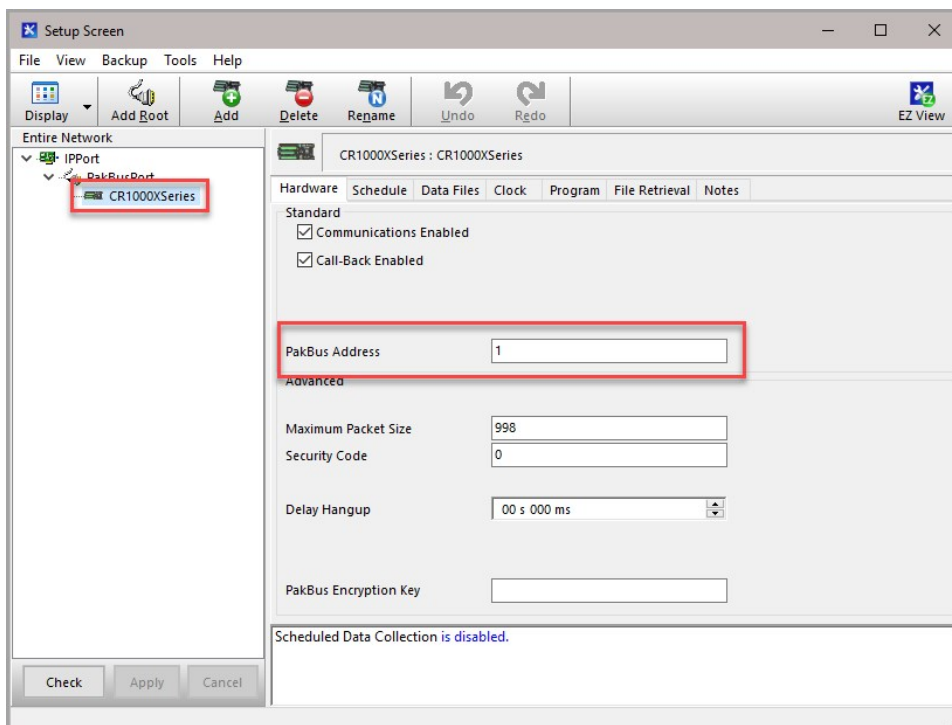 Setup Screen
File View Backup Tools Help
Display Add Root Add Delete Rename Undo Redo EZ View
Entire Network
IPPort
PakBusPort
CR1000XSeries
CR1000XSeries : CR1000XSeries
Hardware Schedule Data Files Clock Program File Retrieval Notes
Standard
Communications Enabled
Call-Back Enabled
PakBus Address 1
Advanced
Maximum Packet Size 998
Security Code 0
Delay Hangup 00 s 000 ms
PakBus Encryption Key
Scheduled Data Collection is disabled.
Check Apply Cancel